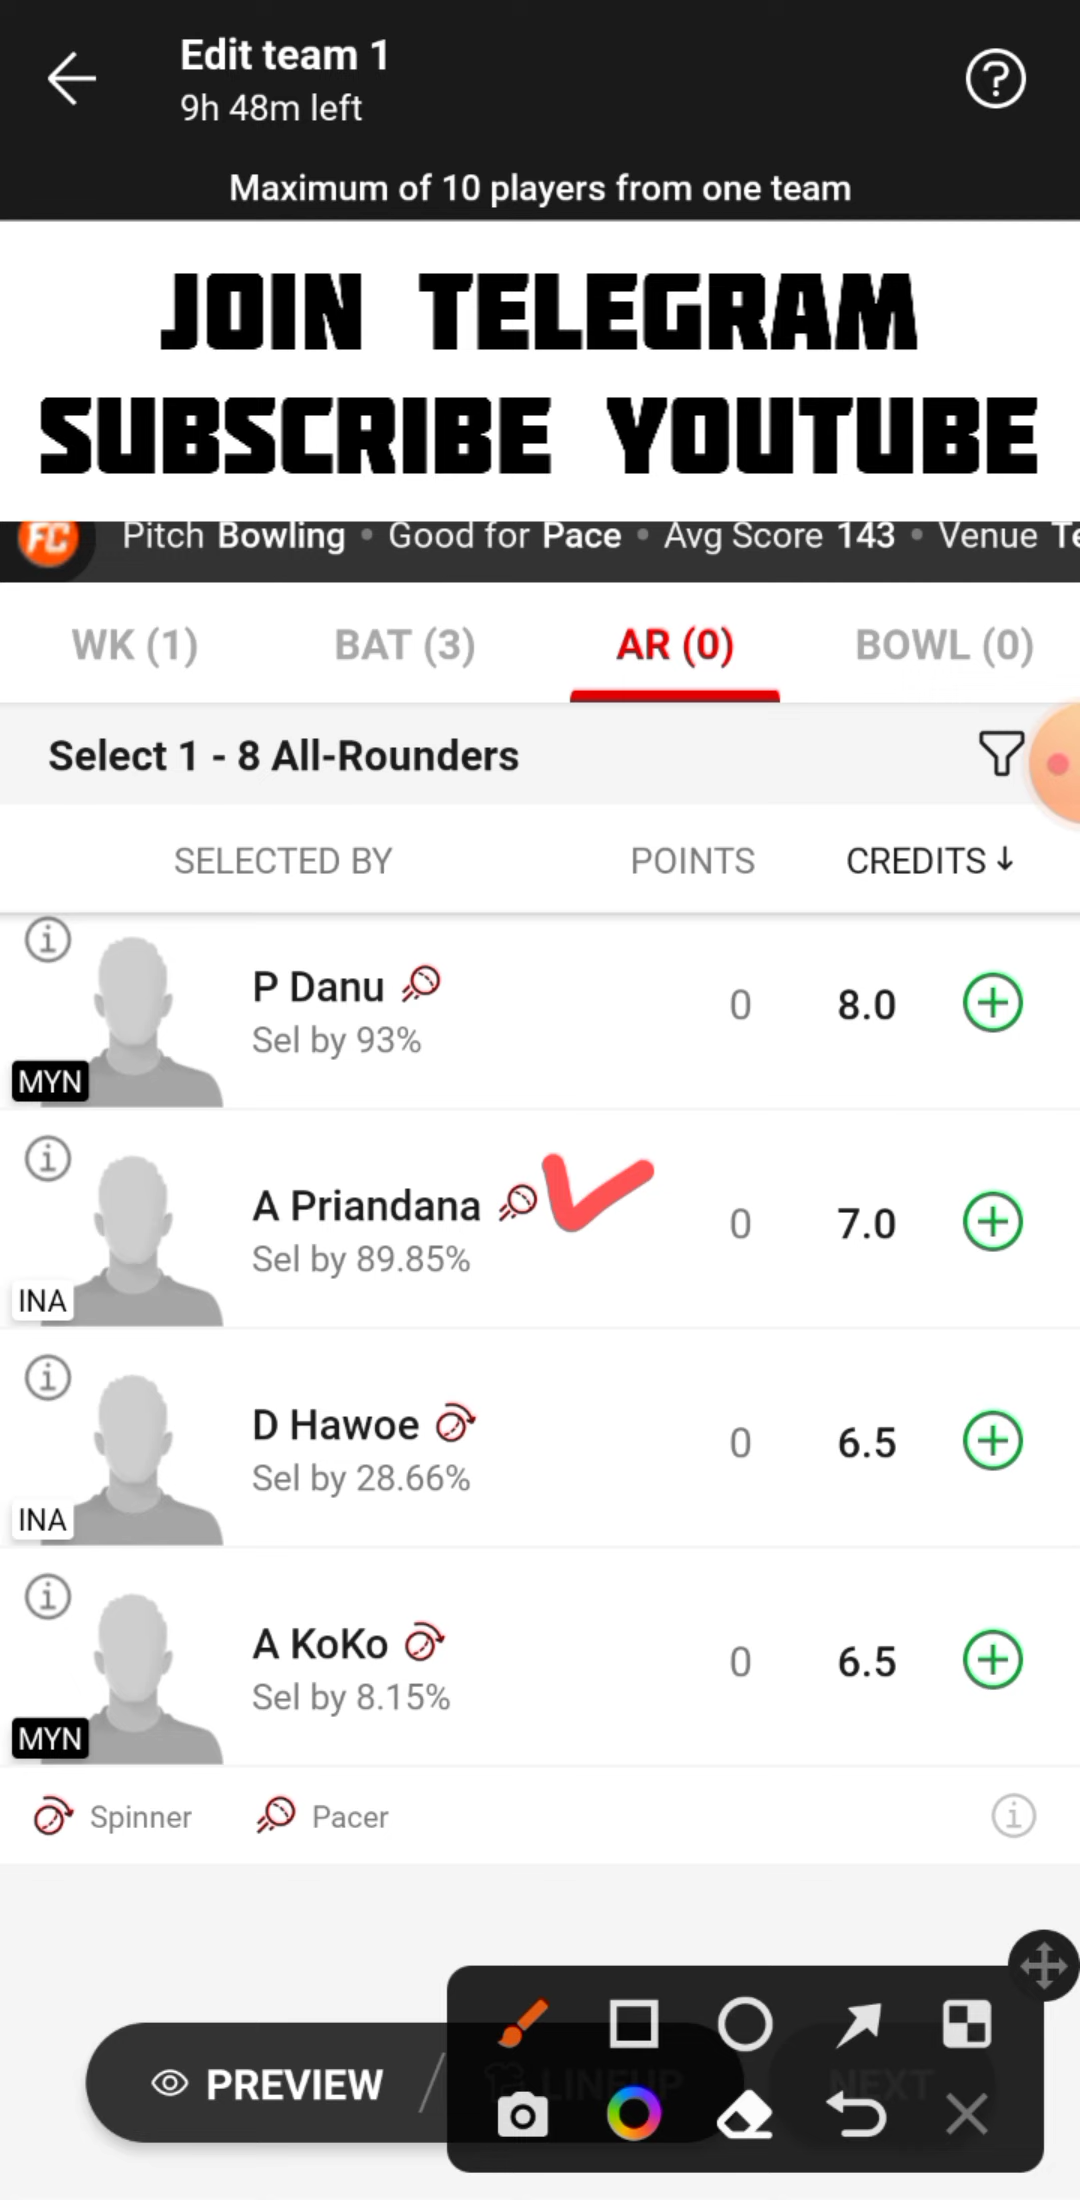 Edit team 1
9h 48m left
Maximum of 10 players from one team
JOIN TELEGRAM
SUBSCRIBE YOUTUBE
FC Pitch Bowling • Good for Pace • Avg Score 143 • Venue Te
WK (1) BAT (3) AR (0) BOWL (0)
Select 1 - 8 All-Rounders
SELECTED BY POINTS CREDITS ↓
P Danu 0 8.0
Sel by 93%
MYN
A Priandana 0 7.0
Sel by 89.85%
INA
D Hawoe 0 6.5
Sel by 28.66%
INA
A KoKo 0 6.5
Sel by 8.15%
MYN
Spinner Pacer
PREVIEW / LINEUP NEXT